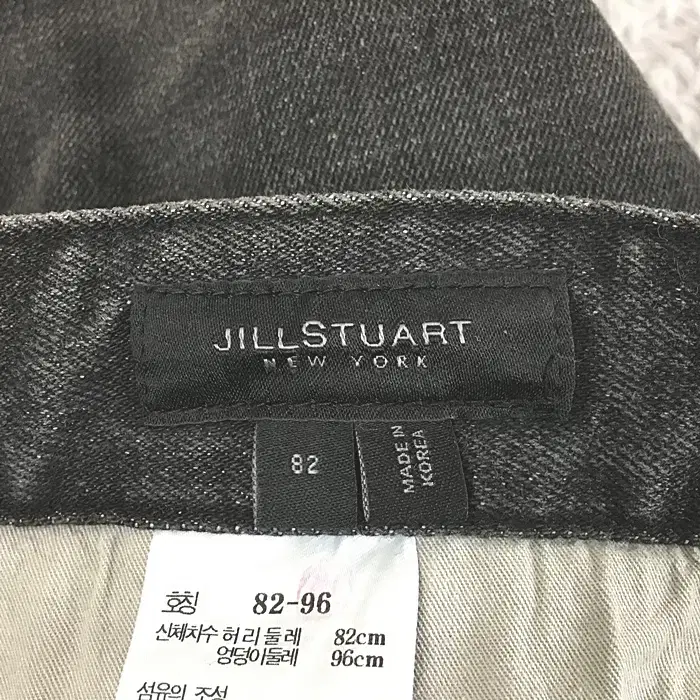 JILLSTUART
NEW YORK
82
MADE IN
KOREA
호칭 82-96
신체치수 허리둘레 82cm
엉덩이둘레 96cm
섬유의 조성